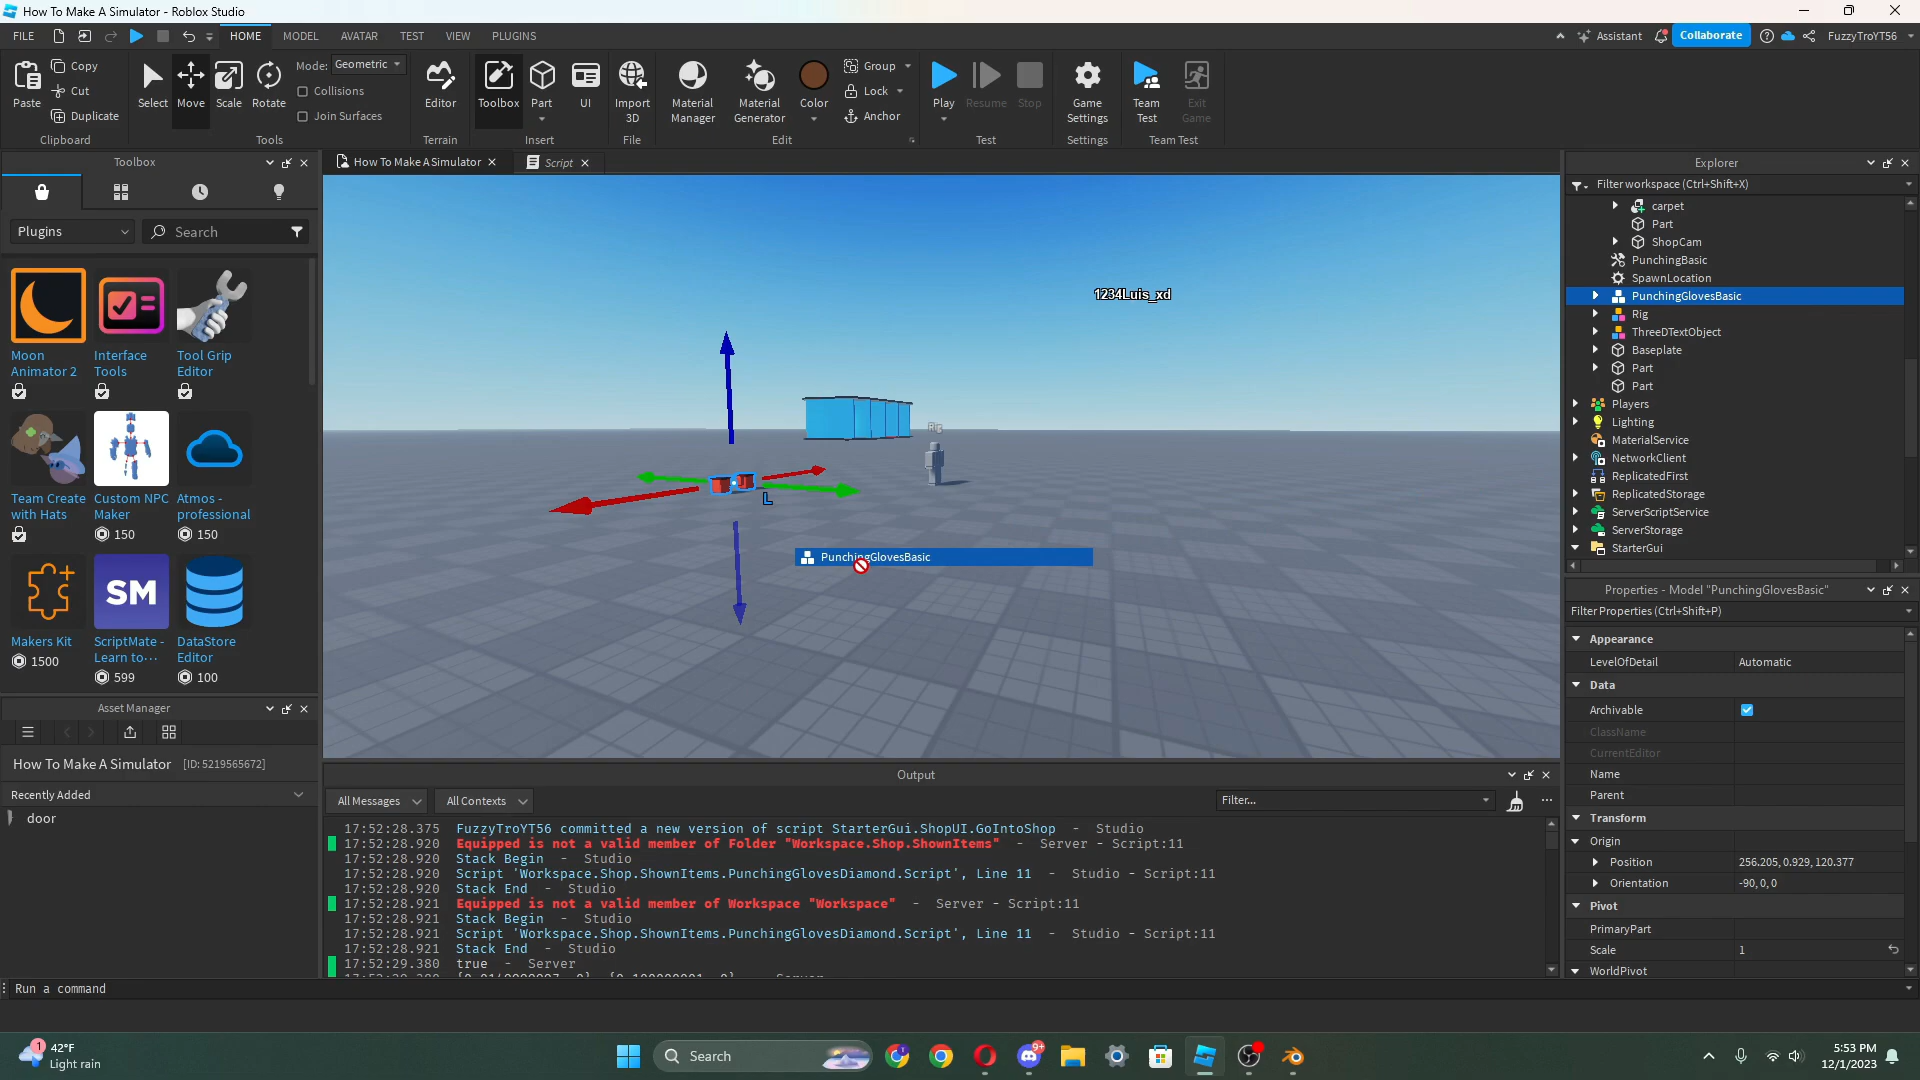 How To Make A Simulator - Roblox Studio
FILE
HOME
MODEL
AVATAR
TEST
VIEW
PLUGINS
Assistant
Collaborate
FuzzyTroYT56
Paste
Copy
Cut
Duplicate
Clipboard
Select
Move
Scale
Rotate
Mode:
Geometric
Collisions
Join Surfaces
Tools
Editor
Terrain
Toolbox
Part
UI
Insert
Import
3D
File
Material
Manager
Material
Generator
Color
Group
Lock
Anchor
Edit
Play
Resume
Stop
Test
Game
Settings
Settings
Team
Test
Exit
Game
Team Test
Toolbox
Plugins
Search
Moon
Animator 2
Interface
Tools
Tool Grip
Editor
Team Create
with Hats
Custom NPC
Maker
150
Atmos -
professional
150
Makers Kit
1500
SM
ScriptMate -
Learn to···
599
DataStore
Editor
100
Asset Manager
How To Make A Simulator [ID: 5219565672]
Recently Added
door
How To Make A Simulator
Script
1234Luis_xd
Rig
L
PunchingGlovesBasic
Output
All Messages
All Contexts
Filter...
17:52:28.375 FuzzyTroYT56 committed a new version of script StarterGui.ShopUI.GoIntoShop - Studio
17:52:28.920 Equipped is not a valid member of Folder "Workspace.Shop.ShownItems" - Server - Script:11
17:52:28.920 Stack Begin - Studio
17:52:28.920 Script 'Workspace.Shop.ShownItems.PunchingGlovesDiamond.Script', Line 11 - Studio - Script:11
17:52:28.920 Stack End - Studio
17:52:28.921 Equipped is not a valid member of Workspace "Workspace" - Server - Script:11
17:52:28.921 Stack Begin - Studio
17:52:28.921 Script 'Workspace.Shop.ShownItems.PunchingGlovesDiamond.Script', Line 11 - Studio - Script:11
17:52:28.921 Stack End - Studio
17:52:29.380 true - Server
Run a command
Explorer
Filter workspace (Ctrl+Shift+X)
carpet
Part
ShopCam
PunchingBasic
SpawnLocation
PunchingGlovesBasic
Rig
ThreeDTextObject
Baseplate
Part
Part
Players
Lighting
MaterialService
NetworkClient
ReplicatedFirst
ReplicatedStorage
ServerScriptService
ServerStorage
StarterGui
Properties - Model "PunchingGlovesBasic"
Filter Properties (Ctrl+Shift+P)
Appearance
LevelOfDetail Automatic
Data
Archivable
ClassName
CurrentEditor
Name
Parent
Transform
Origin
Position 256.205, 0.929, 120.377
Orientation -90, 0, 0
Pivot
PrimaryPart
Scale 1
WorldPivot
1
42°F
Light rain
Search
9+
5:53 PM
12/1/2023